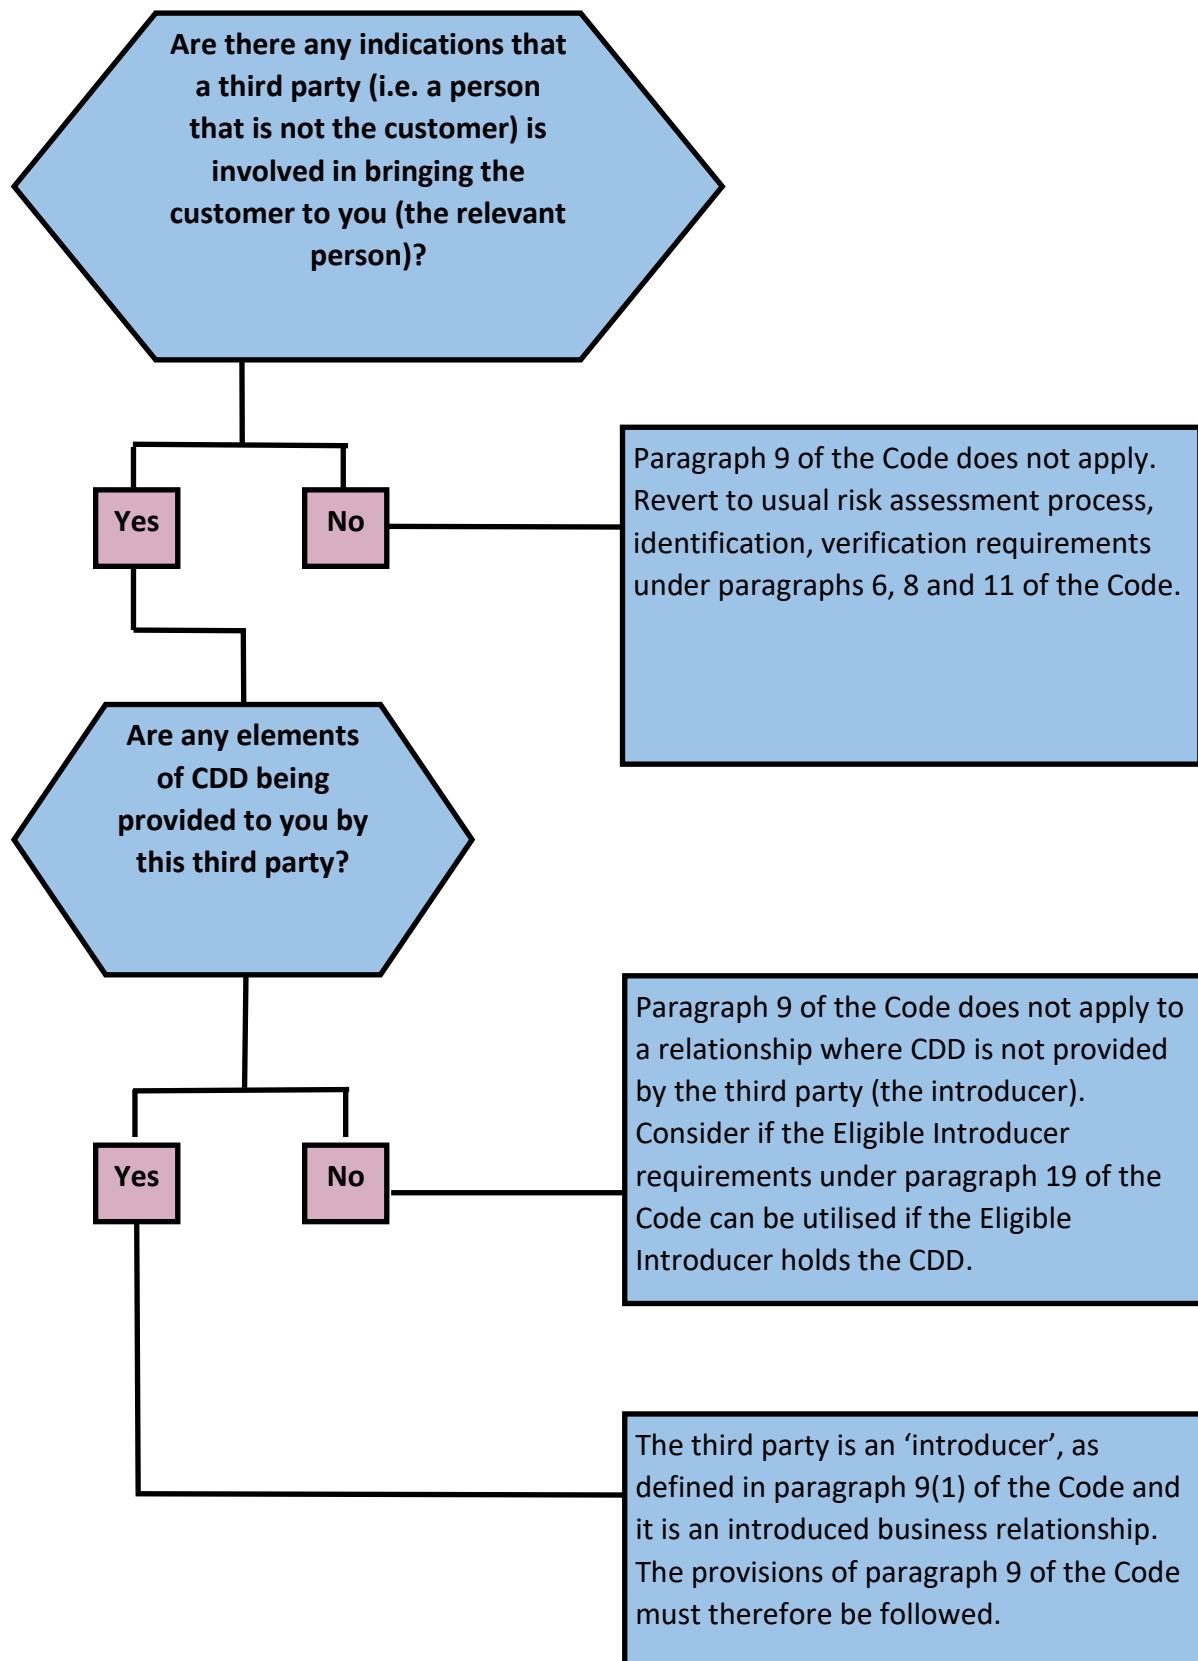 Are there any indications that
a third party (i.e. a person
that is not the customer) is
involved in bringing the
customer to you (the relevant
person)?
Yes
No
Paragraph 9 of the Code does not apply.
Revert to usual risk assessment process,
identification, verification requirements
under paragraphs 6, 8 and 11 of the Code.
Are any elements
of CDD being
provided to you by
this third party?
Yes
No
Paragraph 9 of the Code does not apply to
a relationship where CDD is not provided
by the third party (the introducer).
Consider if the Eligible Introducer
requirements under paragraph 19 of the
Code can be utilised if the Eligible
Introducer holds the CDD.
The third party is an ‘introducer’, as
defined in paragraph 9(1) of the Code and
it is an introduced business relationship.
The provisions of paragraph 9 of the Code
must therefore be followed.